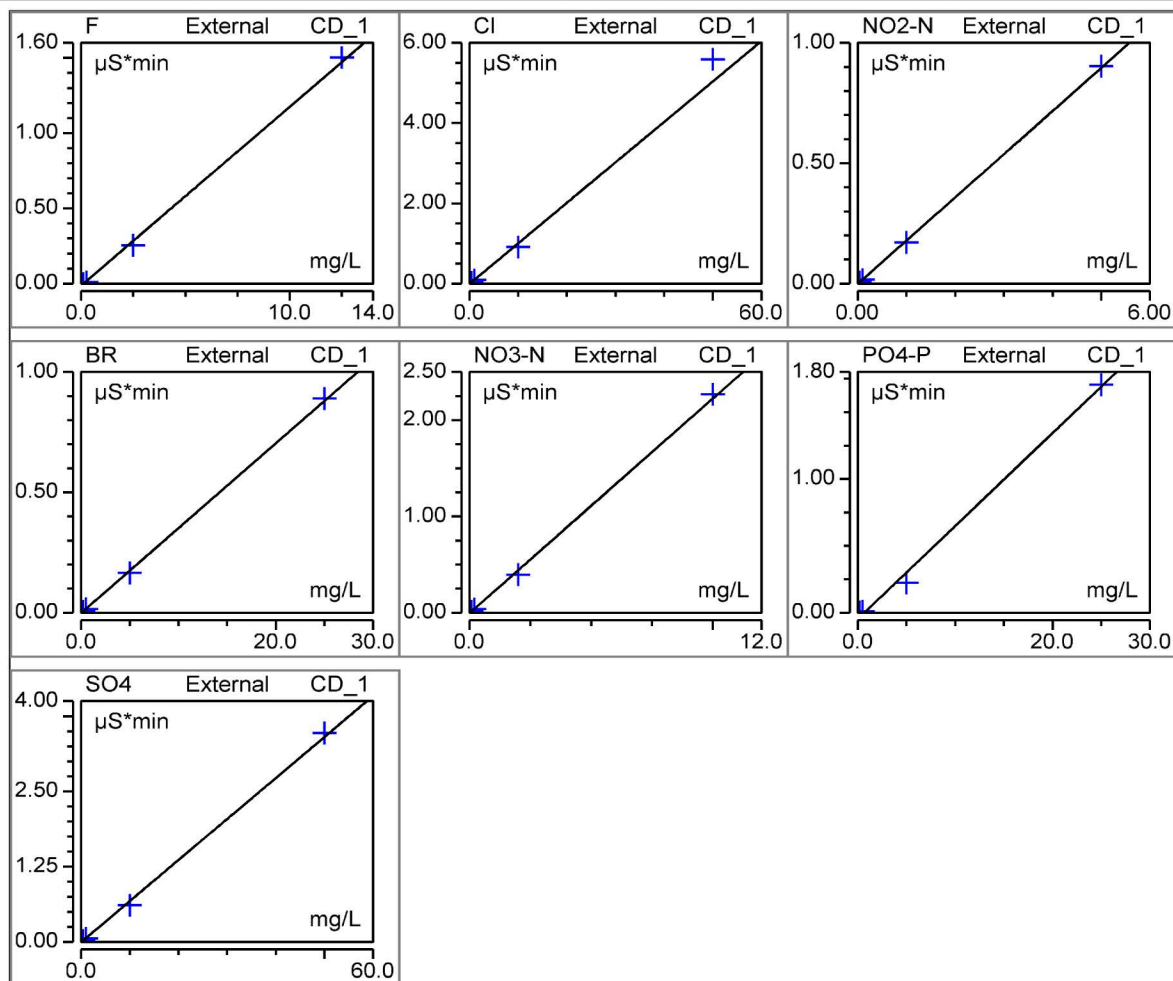 F External CD_1
1.60
µS*min
1.00
0.50
0.00
mg/L
0.0 10.0 14.0
Cl External CD_1
6.00
µS*min
4.00
2.00
0.00
mg/L
0.0 60.0
NO2-N External CD_1
1.00
µS*min
0.50
0.00
mg/L
0.00 6.00
BR External CD_1
1.00
µS*min
0.50
0.00
mg/L
0.0 20.0 30.0
NO3-N External CD_1
2.50
µS*min
2.00
1.00
0.00
mg/L
0.0 12.0
PO4-P External CD_1
1.80
µS*min
1.00
0.00
mg/L
0.0 20.0 30.0
SO4 External CD_1
4.00
µS*min
2.50
1.25
0.00
mg/L
0.0 60.0